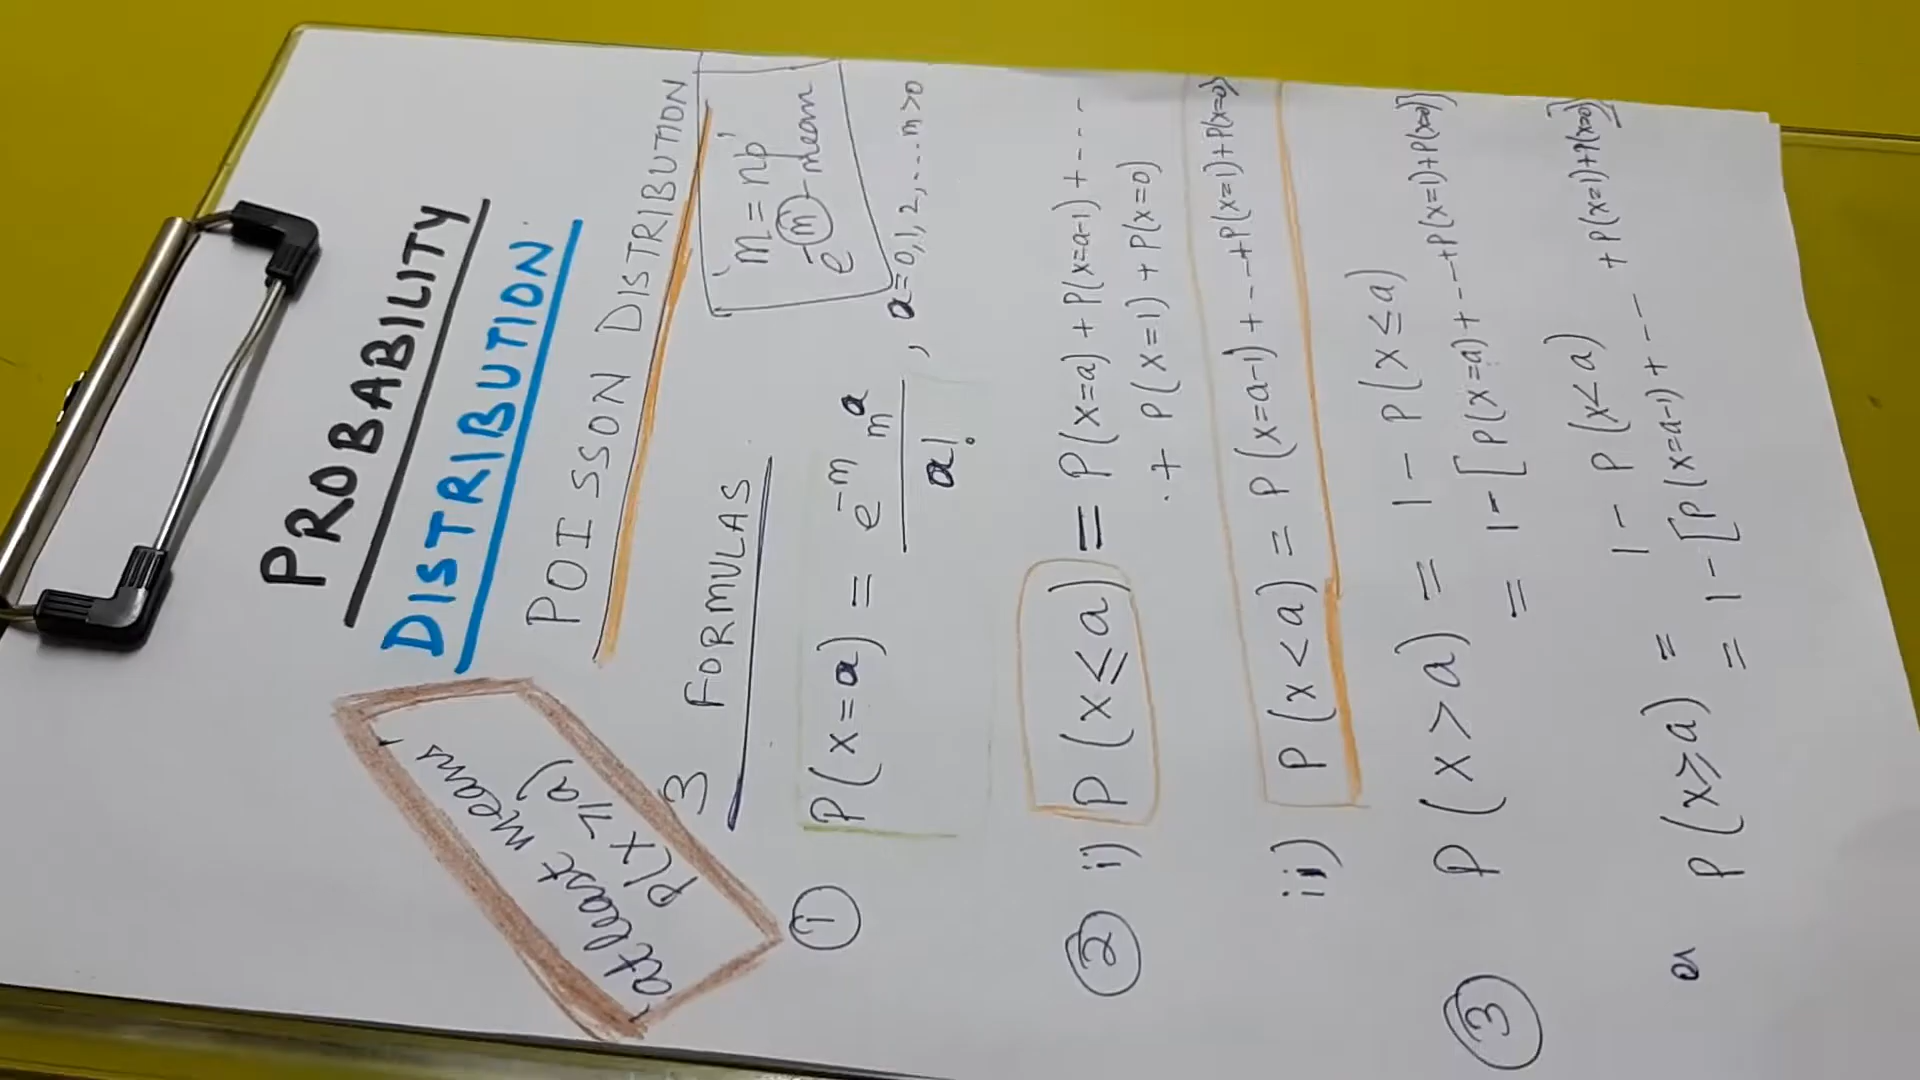 PROBABILITY
DISTRIBUTION
POISSON DISTRIBUTION
'atleast means'
P(X ⩾ a)
'm = np'
e^-m → mean
3 FORMULAS
① P(x=a) = e^-m m^a / a! , a=0,1,2,....m>0
② i) P(x≤a) = P(x=a) + P(x=a-1) + ----
+ P(x=1) + P(x=0)
ii) P(x<a) = P(x=a-1) + ---+P(x=1)+P(x=0)
③ P(x>a) = 1 - P(x≤a)
= 1-[P(x=a)+---+P(x=1)+P(x=0)]
P(x⩾a) = 1- P(x<a)
= 1-[P(x=a-1)+--- +P(x=1)+P(x=0)]